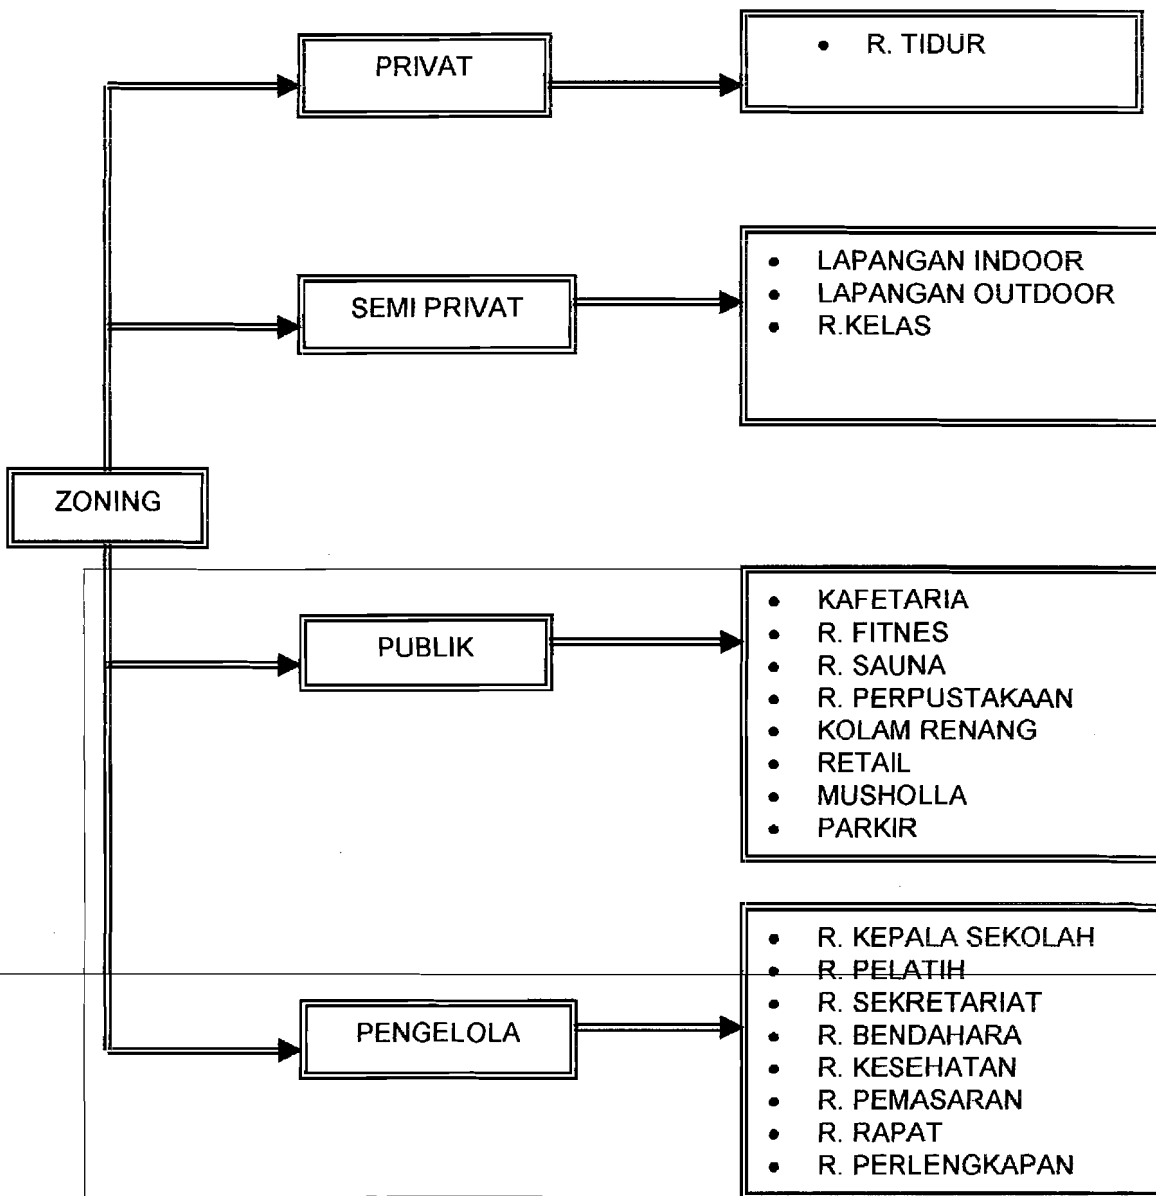 PRIVAT
• R. TIDUR
SEMI PRIVAT
• LAPANGAN INDOOR
• LAPANGAN OUTDOOR
• R.KELAS
ZONING
PUBLIK
• KAFETARIA
• R. FITNES
• R. SAUNA
• R. PERPUSTAKAAN
• KOLAM RENANG
• RETAIL
• MUSHOLLA
• PARKIR
PENGELOLA
• R. KEPALA SEKOLAH
• R. PELATIH
• R. SEKRETARIAT
• R. BENDAHARA
• R. KESEHATAN
• R. PEMASARAN
• R. RAPAT
• R. PERLENGKAPAN